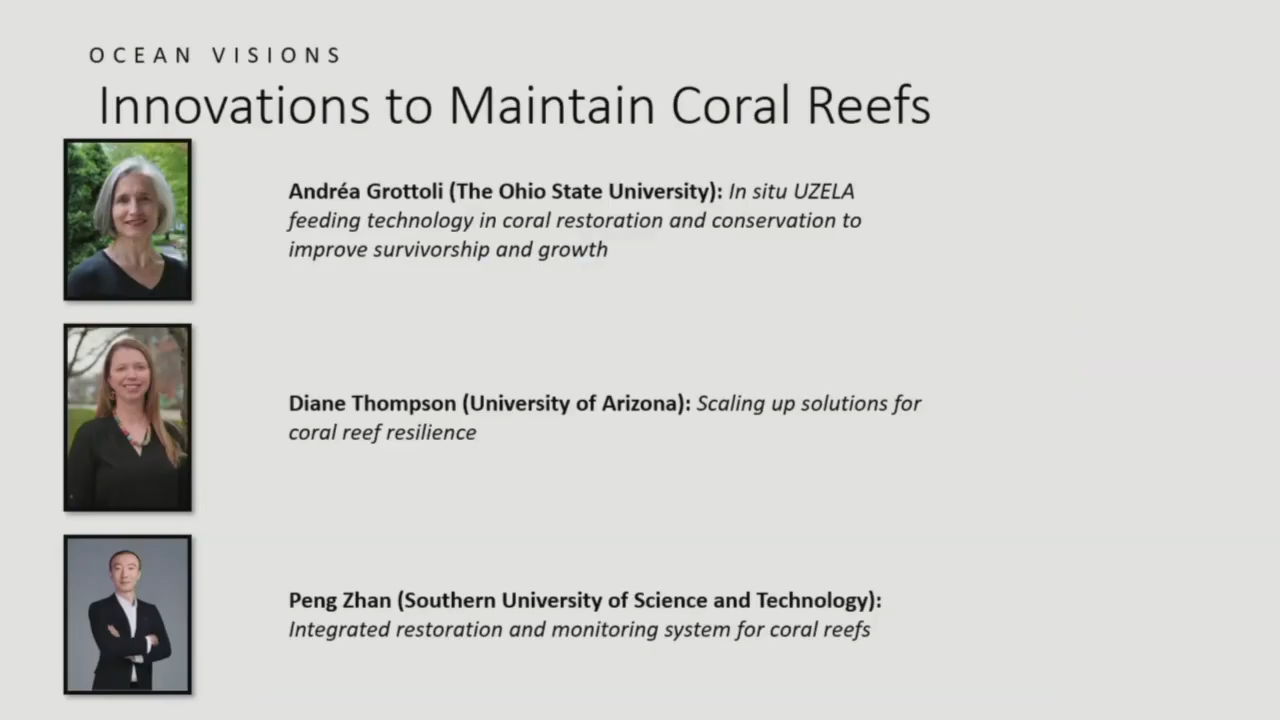 OCEAN VISIONS
Innovations to Maintain Coral Reefs
Andréa Grottoli (The Ohio State University): In situ UZELA
feeding technology in coral restoration and conservation to
improve survivorship and growth
Diane Thompson (University of Arizona): Scaling up solutions for
coral reef resilience
Peng Zhan (Southern University of Science and Technology):
Integrated restoration and monitoring system for coral reefs